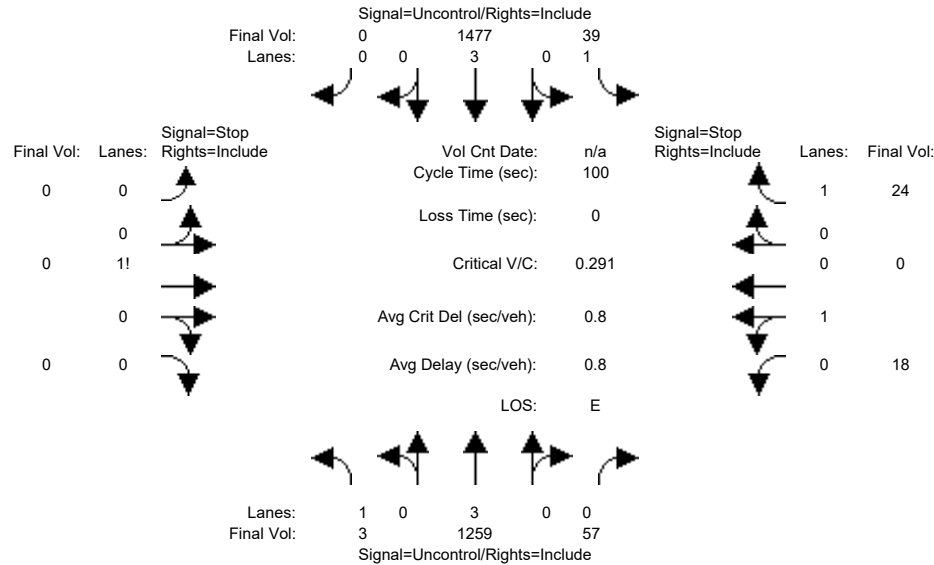 Signal=Uncontrol/Rights=Include
Final Vol: 0 1477 39
Lanes: 0 0 3 0 1
Signal=Stop
Final Vol: Lanes: Rights=Include
Vol Cnt Date: n/a
Signal=Stop
Rights=Include Lanes: Final Vol:
Cycle Time (sec): 100
0 0
1 24
Loss Time (sec): 0
0
0
0 1!
Critical V/C: 0.291
0 0
0
Avg Crit Del (sec/veh): 0.8
1
0 0
Avg Delay (sec/veh): 0.8
0 18
LOS: E
Lanes: 1 0 3 0 0
Final Vol: 3 1259 57
Signal=Uncontrol/Rights=Include